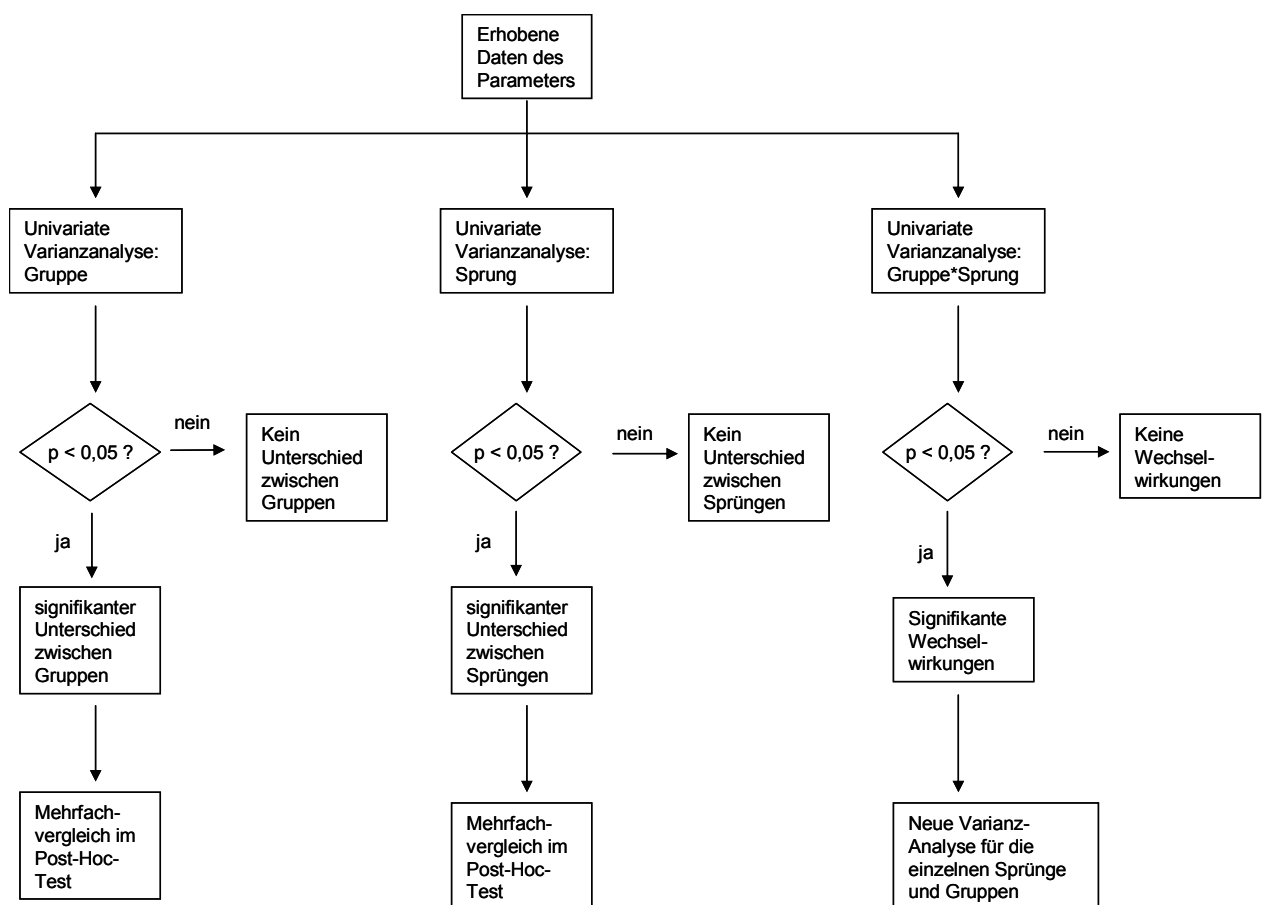 Erhobene
Daten des
Parameters
Univariate
Varianzanalyse:
Gruppe
Univariate
Varianzanalyse:
Sprung
Univariate
Varianzanalyse:
Gruppe*Sprung
p < 0,05 ?
nein
Kein
Unterschied
zwischen
Gruppen
p < 0,05 ?
nein
Kein
Unterschied
zwischen
Sprüngen
p < 0,05 ?
nein
Keine
Wechsel-
wirkungen
ja
ja
ja
signifikanter
Unterschied
zwischen
Gruppen
signifikanter
Unterschied
zwischen
Sprüngen
Signifikante
Wechsel-
wirkungen
Mehrfach-
vergleich im
Post-Hoc-
Test
Mehrfach-
vergleich im
Post-Hoc-
Test
Neue Varianz-
Analyse für die
einzelnen Sprünge
und Gruppen